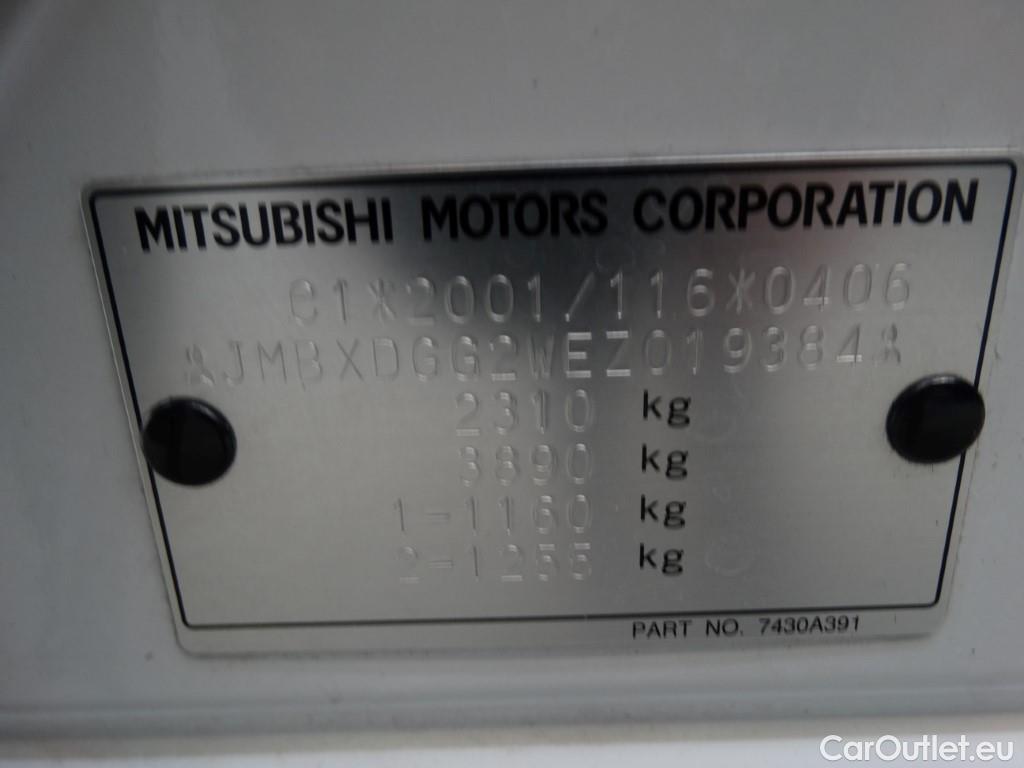 MITSUBISHI MOTORS CORPORATION
e1*2001/116*0406
JMBXDGG2WEZ019384
2310 kg
3890 kg
1-1160 kg
2-1255 kg
PART NO. 7430A391
CarOutlet.eu